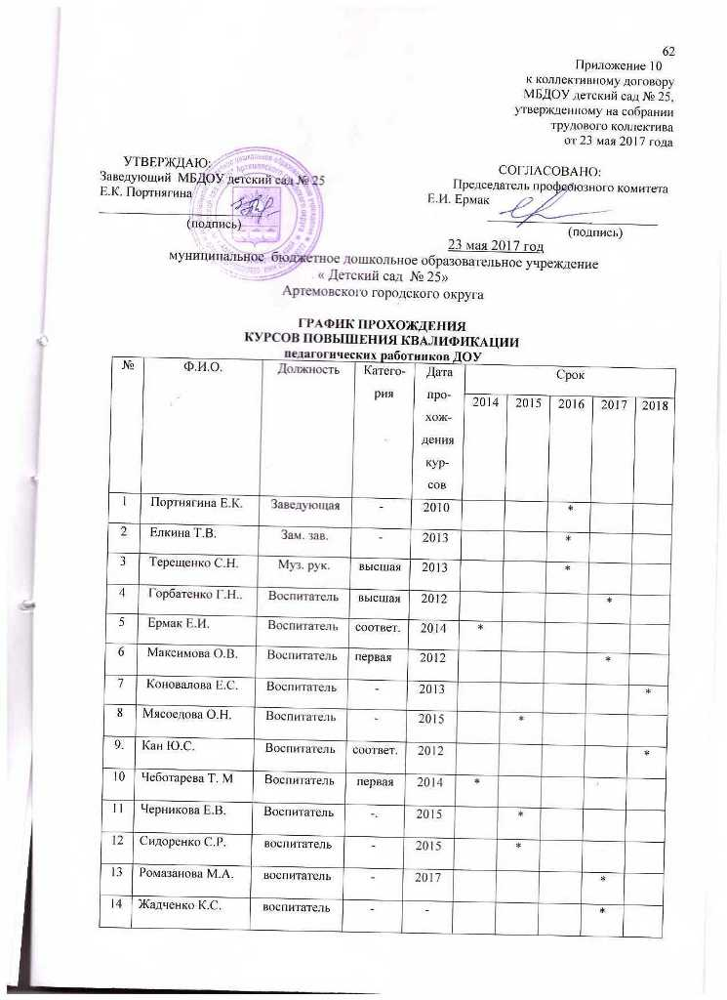 62
Приложение 10
к коллективному договору
МБДОУ детский сад № 25,
утвержденному на собрании
трудового коллектива
от 23 мая 2017 года
УТВЕРЖДАЮ:
Заведующий МБДОУ детский сад № 25
Е.К. Портнягина
(подпись)
СОГЛАСОВАНО:
Председатель профсоюзного комитета
Е.И. Ермак
(подпись)
23 мая 2017 год
муниципальное бюджетное дошкольное образовательное учреждение
« Детский сад № 25»
Артемовского городского округа
ГРАФИК ПРОХОЖДЕНИЯ
КУРСОВ ПОВЫШЕНИЯ КВАЛИФИКАЦИИ
педагогических работников ДОУ
№ Ф.И.О. Должность Катего- Дата Срок
рия про- 2014 2015 2016 2017 2018
хож-
дения
кур-
сов
1 Портнягина Е.К. Заведующая - 2010 *
2 Елкина Т.В. Зам. зав. - 2013 *
3 Терещенко С.Н. Муз. рук. высшая 2013 *
4 Горбатенко Г.Н.. Воспитатель высшая 2012 *
5 Ермак Е.И. Воспитатель соответ. 2014 *
6 Максимова О.В. Воспитатель первая 2012 *
7 Коновалова Е.С. Воспитатель - 2013 *
8 Мясоедова О.Н. Воспитатель - 2015 *
9. Кан Ю.С. Воспитатель соответ. 2012 *
10 Чеботарева Т. М Воспитатель первая 2014 *
11 Черникова Е.В. Воспитатель -. 2015 *
12 Сидоренко С.Р. воспитатель - 2015 *
13 Ромазанова М.А. воспитатель - 2017 *
14 Жадченко К.С. воспитатель - - *